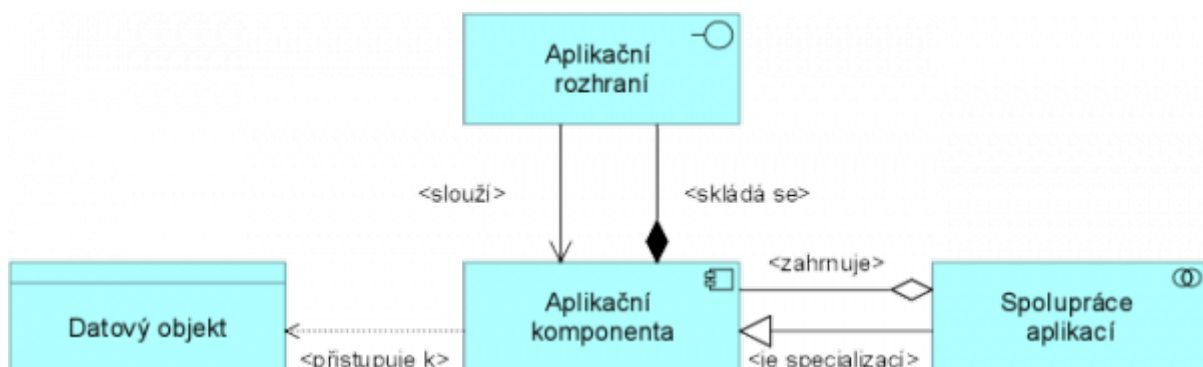 Aplikační
rozhraní
<slouží>
<skládá se>
<zahrnuje>
Datový objekt
Aplikační
komponenta
Spolupráce
aplikací
<přistupuje k>
<je specializací>